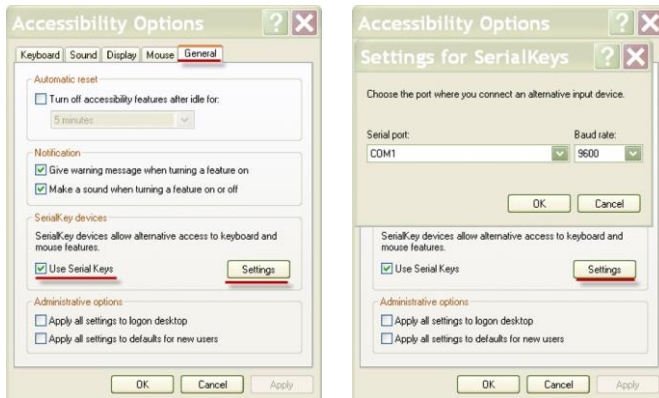 Accessibility Options
Keyboard Sound Display Mouse General
Automatic reset
Turn off accessibility features after idle for:
5 minutes
Notification
Give warning message when turning a feature on
Make a sound when turning a feature on or off
SerialKey devices
SerialKey devices allow alternative access to keyboard and
mouse features.
Use Serial Keys Settings
Administrative options
Apply all settings to logon desktop
Apply all settings to defaults for new users
OK Cancel Apply
Accessibility Options
Settings for SerialKeys
Choose the port where you connect an alternative input device.
Serial port: Baud rate:
COM1 9600
OK Cancel
SerialKey devices allow alternative access to keyboard and
mouse features.
Use Serial Keys Settings
Administrative options
Apply all settings to logon desktop
Apply all settings to defaults for new users
OK Cancel Apply